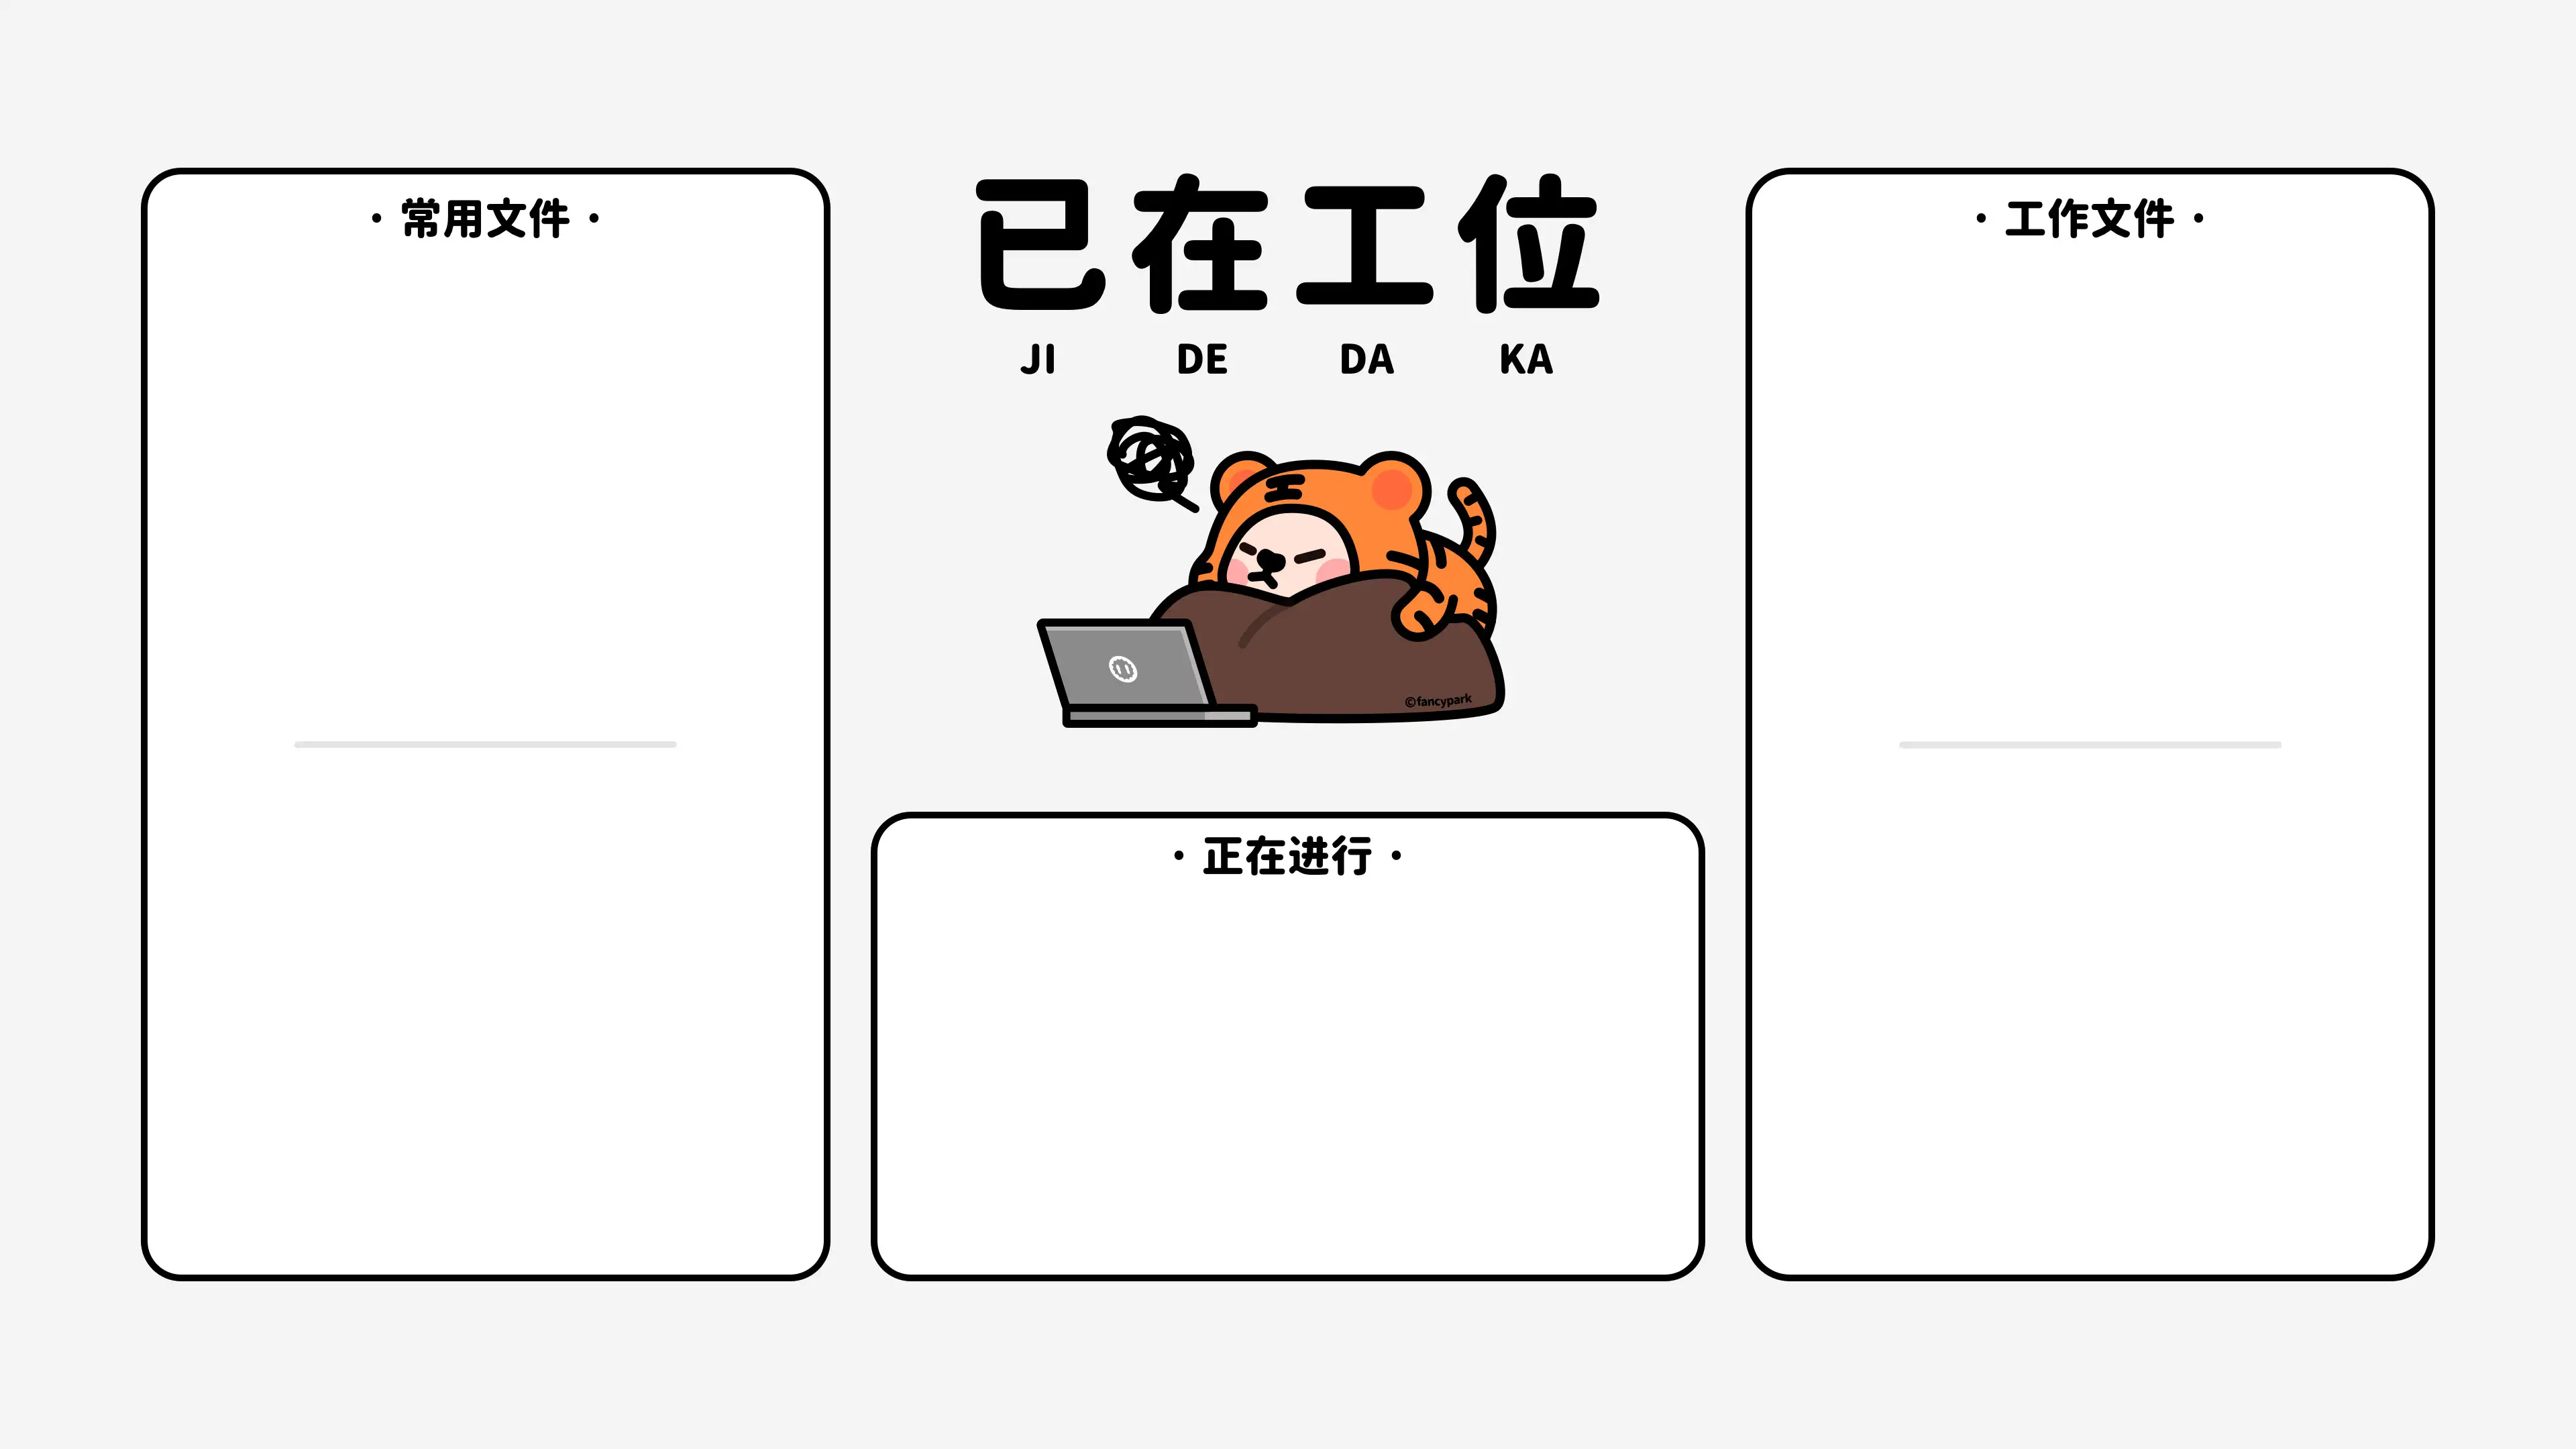 · 常用文件 ·
已在工位
JI DE DA KA
©fancypark
· 正在进行 ·
· 工作文件 ·